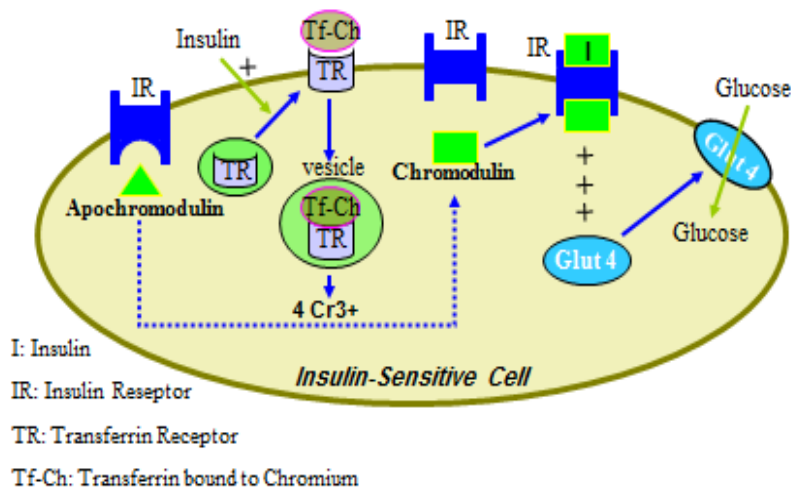 Insulin
+
Tf-Ch
TR
IR
IR
IR
I
Glucose
TR
vesicle
Chromodulin
Apochromodulin
Tf-Ch
TR
+
+
+
Glut 4
Glucose
Glut 4
4 Cr3+
Insulin-Sensitive Cell
I: Insulin
IR: Insulin Reseptor
TR: Transferrin Receptor
Tf-Ch: Transferrin bound to Chromium